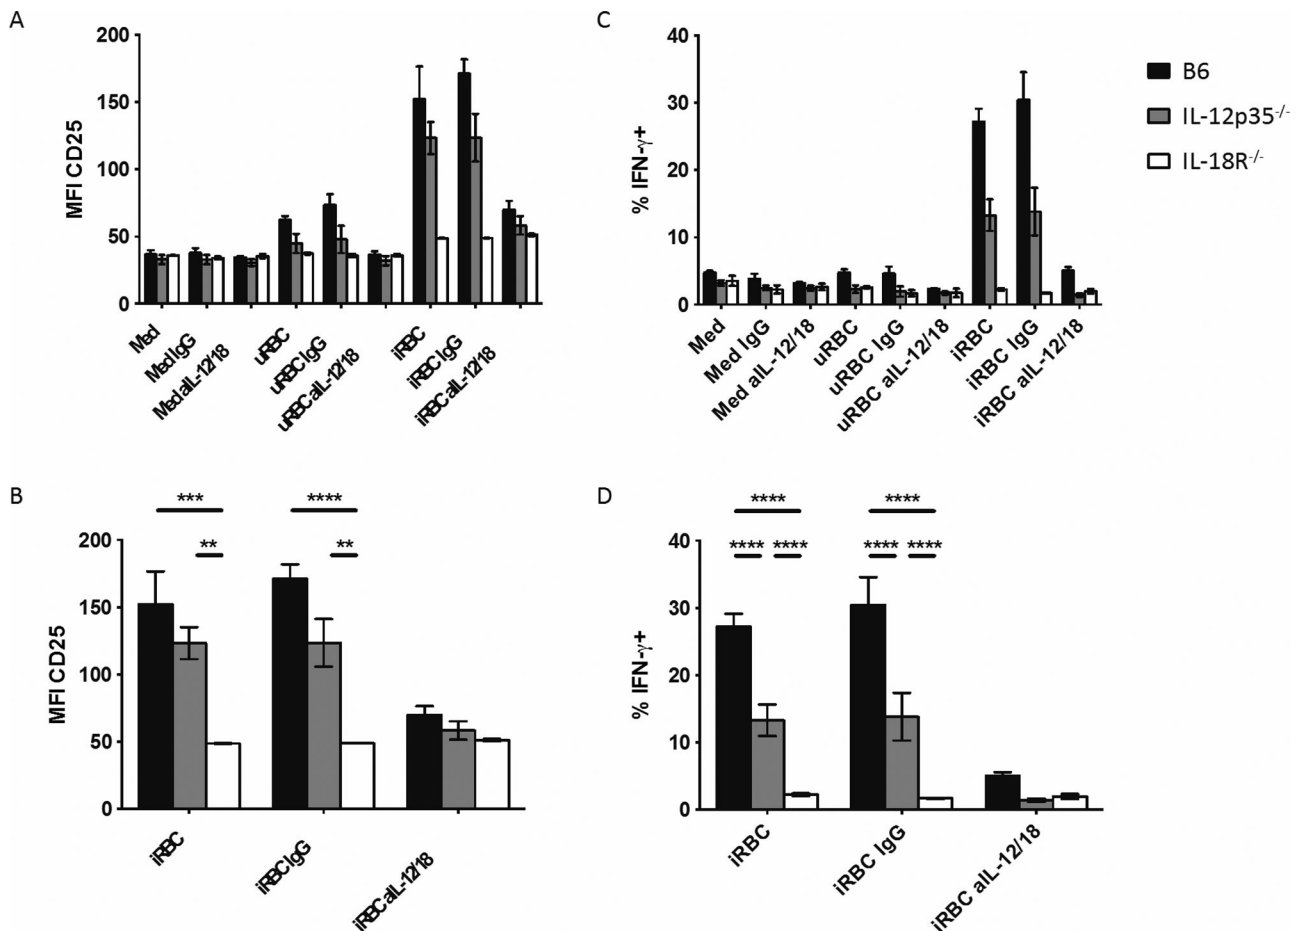 A
200
150
100
50
0
MFI CD25
Med
Med IgG
Med aIL-12/18
uRBC
uRBC IgG
uRBC aIL-12/18
iRBC
iRBC IgG
iRBC aIL-12/18
C
40
30
20
10
0
% IFN-γ+
Med
Med IgG
Med aIL-12/18
uRBC
uRBC IgG
uRBC aIL-12/18
iRBC
iRBC IgG
iRBC aIL-12/18
B6
IL-12p35-/-
IL-18R-/-
B
*** ****
** **
200
150
100
50
0
MFI CD25
iRBC
iRBC IgG
iRBC aIL-12/18
D
**** ****
**** **** **** ****
40
30
20
10
0
% IFN-γ+
iRBC
iRBC IgG
iRBC aIL-12/18